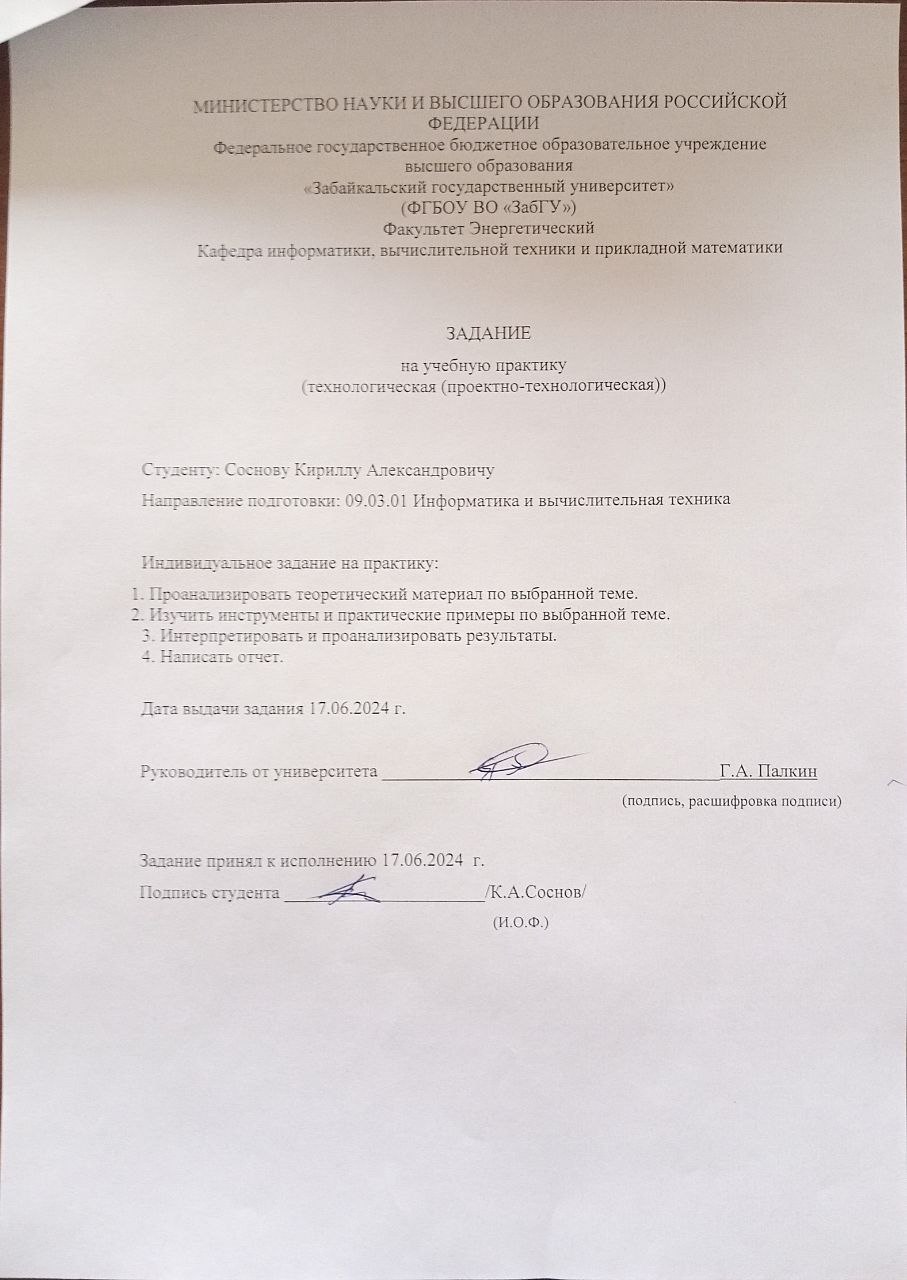 МИНИСТЕРСТВО НАУКИ И ВЫСШЕГО ОБРАЗОВАНИЯ РОССИЙСКОЙ
ФЕДЕРАЦИИ
Федеральное государственное бюджетное образовательное учреждение
высшего образования
«Забайкальский государственный университет»
(ФГБОУ ВО «ЗабГУ»)
Факультет Энергетический
Кафедра информатики, вычислительной техники и прикладной математики
ЗАДАНИЕ
на учебную практику
(технологическая (проектно-технологическая))
Студенту: Соснову Кириллу Александровичу
Направление подготовки: 09.03.01 Информатика и вычислительная техника
Индивидуальное задание на практику:
1. Проанализировать теоретический материал по выбранной теме.
2. Изучить инструменты и практические примеры по выбранной теме.
3. Интерпретировать и проанализировать результаты.
4. Написать отчет.
Дата выдачи задания 17.06.2024 г.
Руководитель от университета Г.А. Палкин
(подпись, расшифровка подписи)
Задание принял к исполнению 17.06.2024 г.
Подпись студента /К.А.Соснов/
(И.О.Ф.)